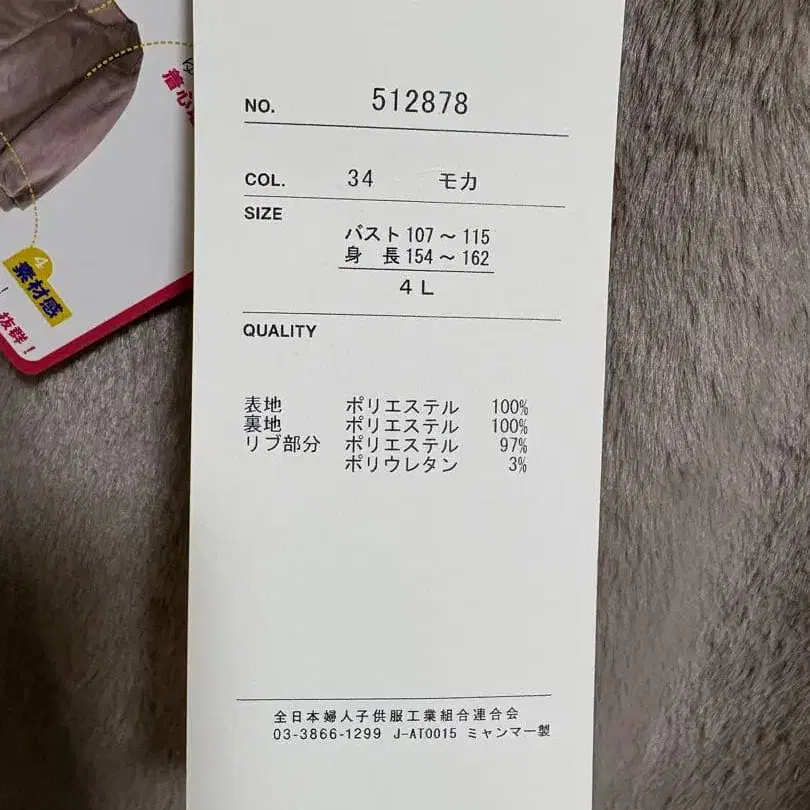 NO. 512878
COL. 34 モカ
SIZE
バスト 107 ～ 115
身 長 154 ～ 162
4 L
QUALITY
表地 ポリエステル 100%
裏地 ポリエステル 100%
リブ部分 ポリエステル 97%
ポリウレタン 3%
全日本婦人子供服工業組合連合会
03-3866-1299 J-AT0015 ミャンマー製
着心
4
素材感
抜群！